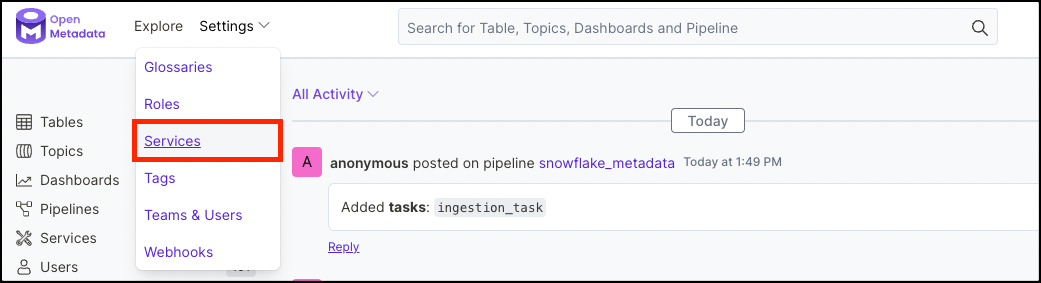 Open
Metadata
Explore
Settings
Search for Table, Topics, Dashboards and Pipeline
Glossaries
Roles
Services
Tags
Teams & Users
Webhooks
Tables
Topics
Dashboards
Pipelines
Services
Users
All Activity
Today
A
anonymous posted on pipeline snowflake_metadata Today at 1:49 PM
Added tasks: ingestion_task
Reply